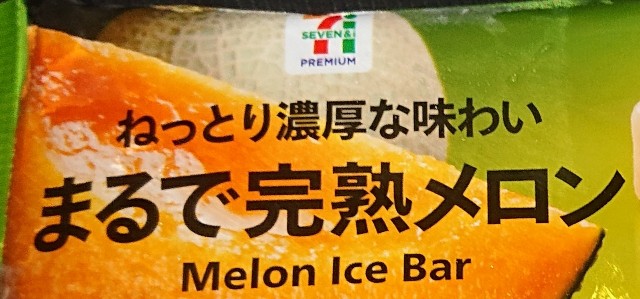 SEVEN&i
PREMIUM
ねっとり濃厚な味わい
まるで完熟メロン
Melon Ice Bar